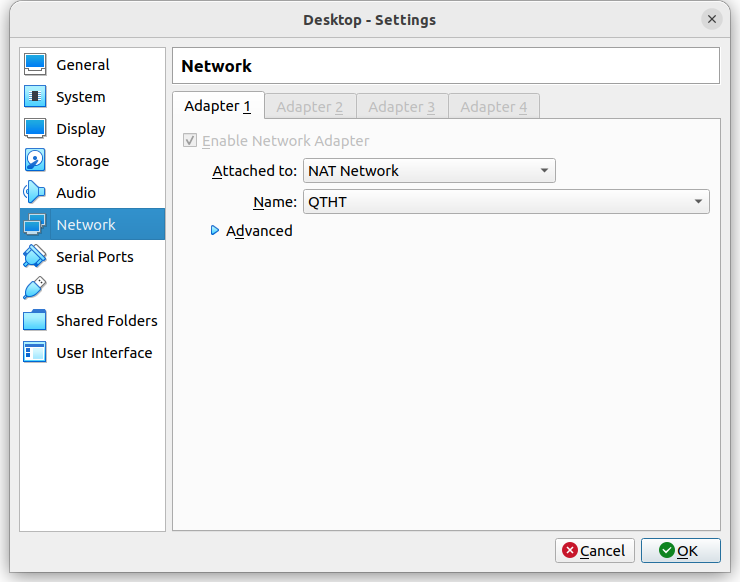 Desktop - Settings
General
System
Display
Storage
Audio
Network
Serial Ports
USB
Shared Folders
User Interface
Network
Adapter 1 Adapter 2 Adapter 3 Adapter 4
Enable Network Adapter
Attached to: NAT Network
Name: QTHT
Advanced
Cancel OK